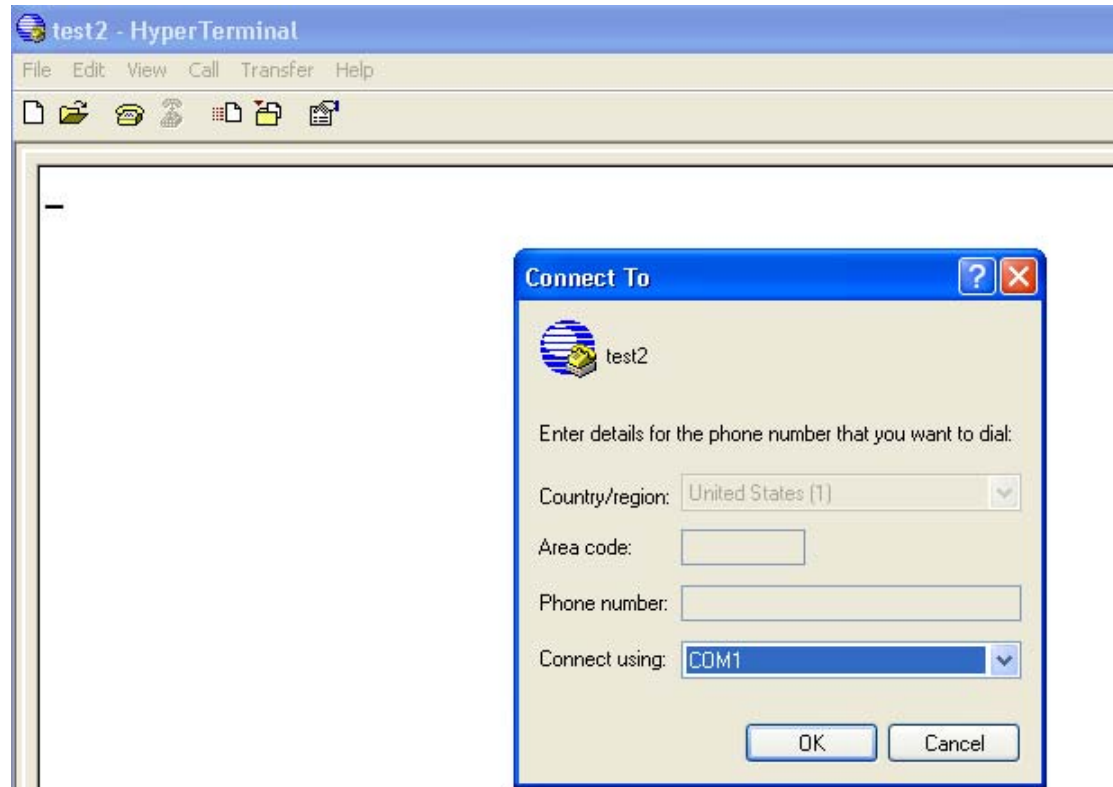 test2 - HyperTerminal
File Edit View Call Transfer Help
Connect To
test2
Enter details for the phone number that you want to dial:
Country/region: United States (1)
Area code:
Phone number:
Connect using: COM1
OK Cancel